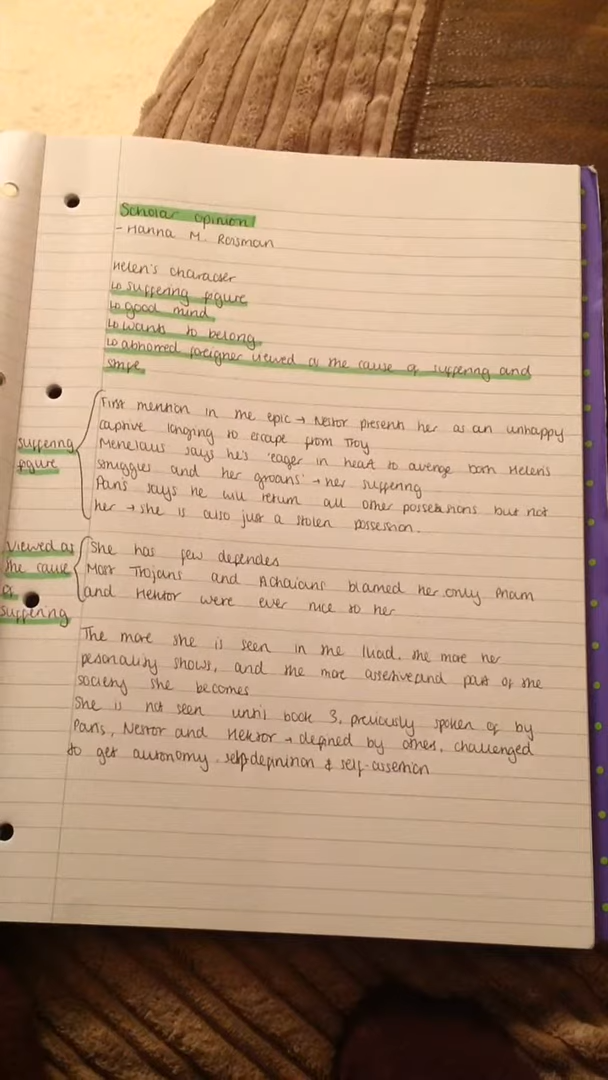 Scholar opinion
- Hanna M. Roisman
Helen's character
↳ suffering figure
↳ good mind
↳ wants to belong
↳ abhorred foreigner viewed as the cause of suffering and
stripe
First mention in the epic → Nestor presents her as an unhappy
captive longing to escape from Troy
Menelaus says he's 'eager in heart to avenge both Helen's
struggles and her groans' → her suffering
Paris says he will return all other possessions but not
her → she is also just a stolen possession.
suffering
figure
She has few dependes
Most Trojans and Achaians blamed her, only Priam
and Hektor were ever nice to her
viewed as
the cause
of
suffering
The more she is seen in the Iliad, the more her
personality shows, and the more assertive and part of the
society she becomes
She is not seen until book 3, previously spoken of by
Paris, Nestor and Hektor → defined by others, challenged
to get autonomy, self-definition & self-assertion